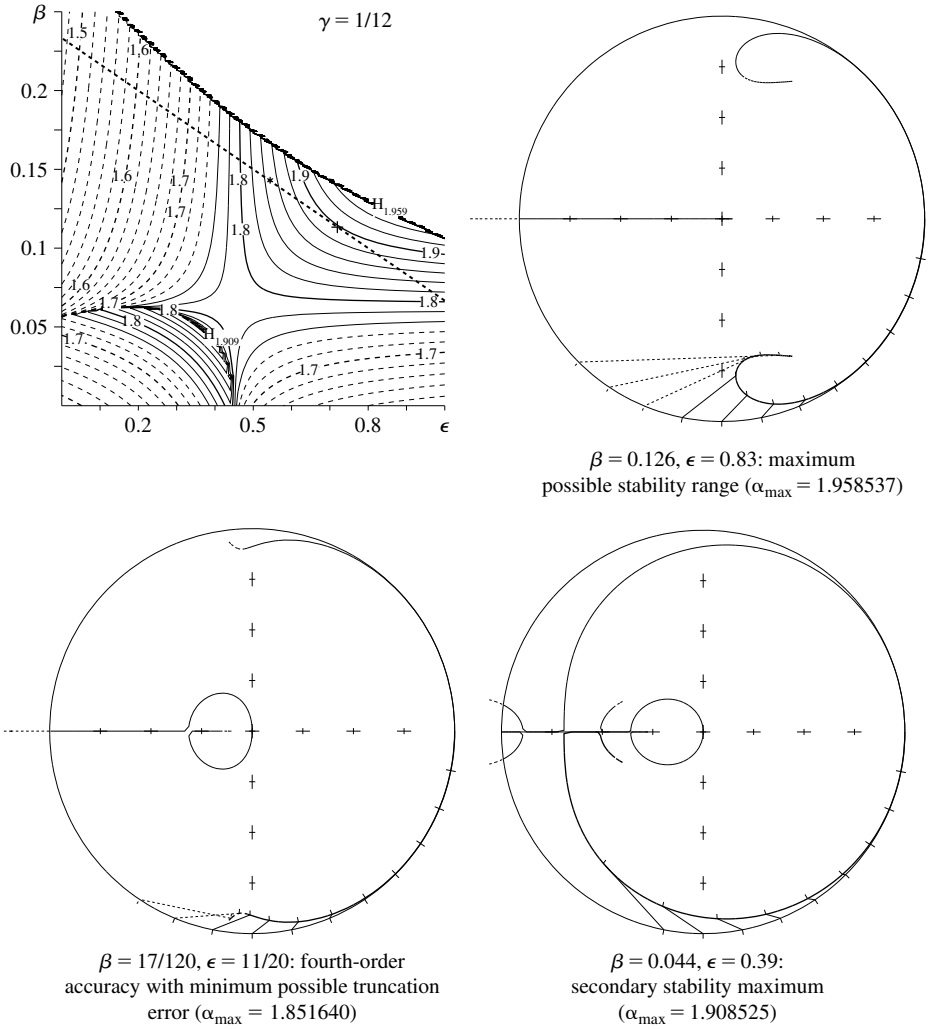 β
γ = 1/12
1.5
1.6
0.2
0.15
1.6
1.7
1.8
1.9
1.7
H1.959
1.8
0.1
1.9
1.6
1.7
1.8
1.8
0.05
1.8
H1.909
1.7
1.7
1.7
0.2
0.5
0.8
ϵ
β = 0.126, ϵ = 0.83: maximum
possible stability range (αmax = 1.958537)
β = 17/120, ϵ = 11/20: fourth-order
accuracy with minimum possible truncation
error (αmax = 1.851640)
β = 0.044, ϵ = 0.39:
secondary stability maximum
(αmax = 1.908525)